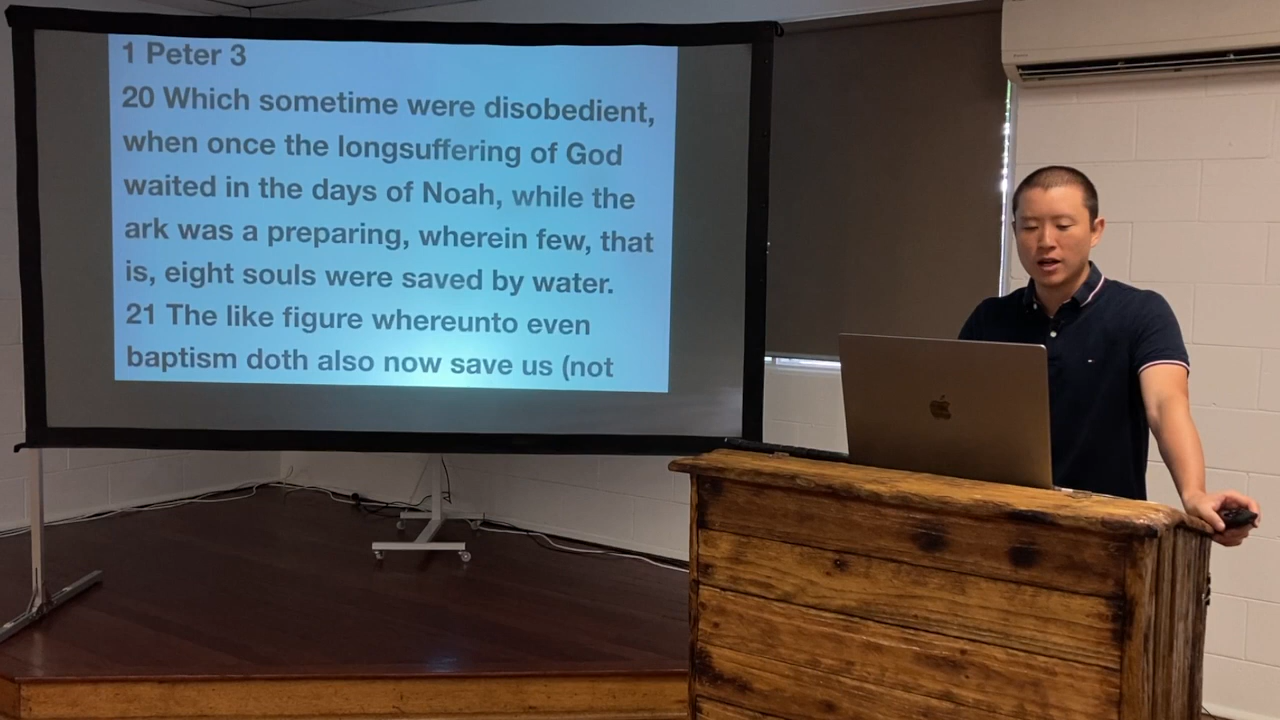 1 Peter 3
20 Which sometime were disobedient,
when once the longsuffering of God
waited in the days of Noah, while the
ark was a preparing, wherein few, that
is, eight souls were saved by water.
21 The like figure whereunto even
baptism doth also now save us (not